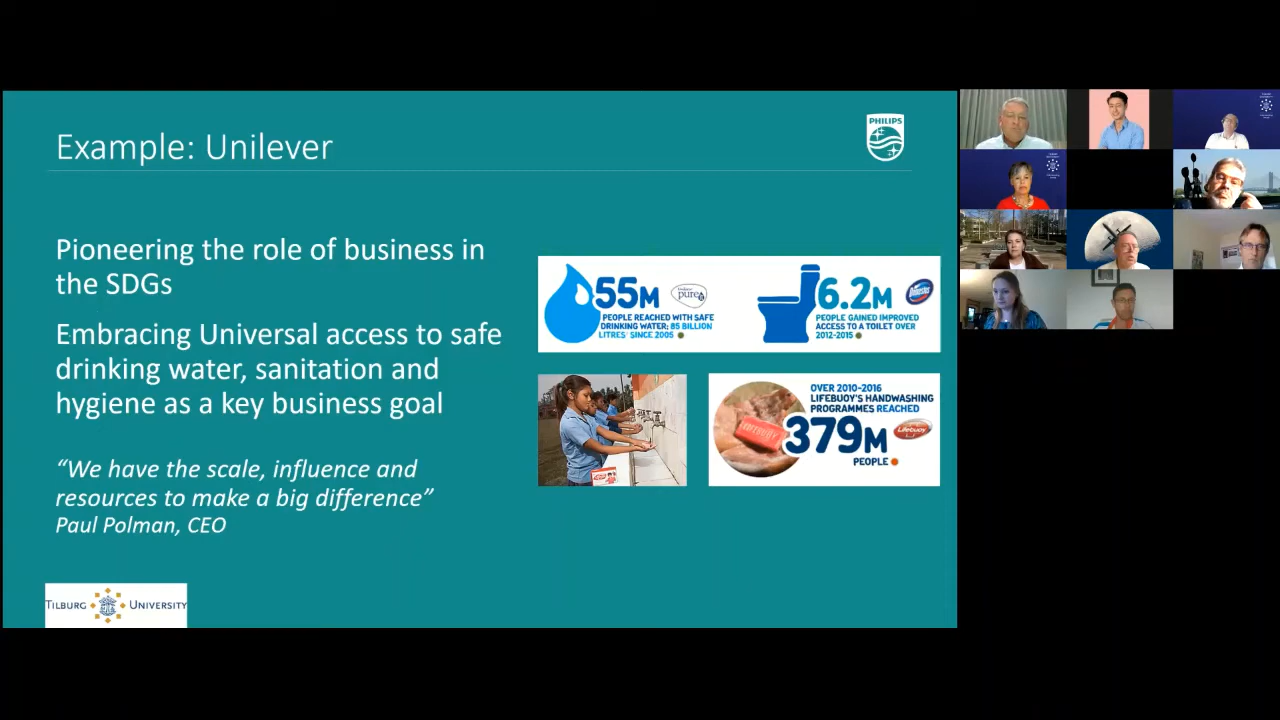 Example: Unilever
PHILIPS
Pioneering the role of business in
the SDGs
Embracing Universal access to safe
drinking water, sanitation and
hygiene as a key business goal
“We have the scale, influence and
resources to make a big difference”
Paul Polman, CEO
55M
pureit
PEOPLE REACHED WITH SAFE
DRINKING WATER: 85 BILLION
LITRES' SINCE 2005
6.2M
Domestos
PEOPLE GAINED IMPROVED
ACCESS TO A TOILET OVER
2012-2015
OVER 2010-2016
LIFEBUOY'S HANDWASHING
PROGRAMMES REACHED
379M
Lifebuoy
PEOPLE
TILBURG UNIVERSITY